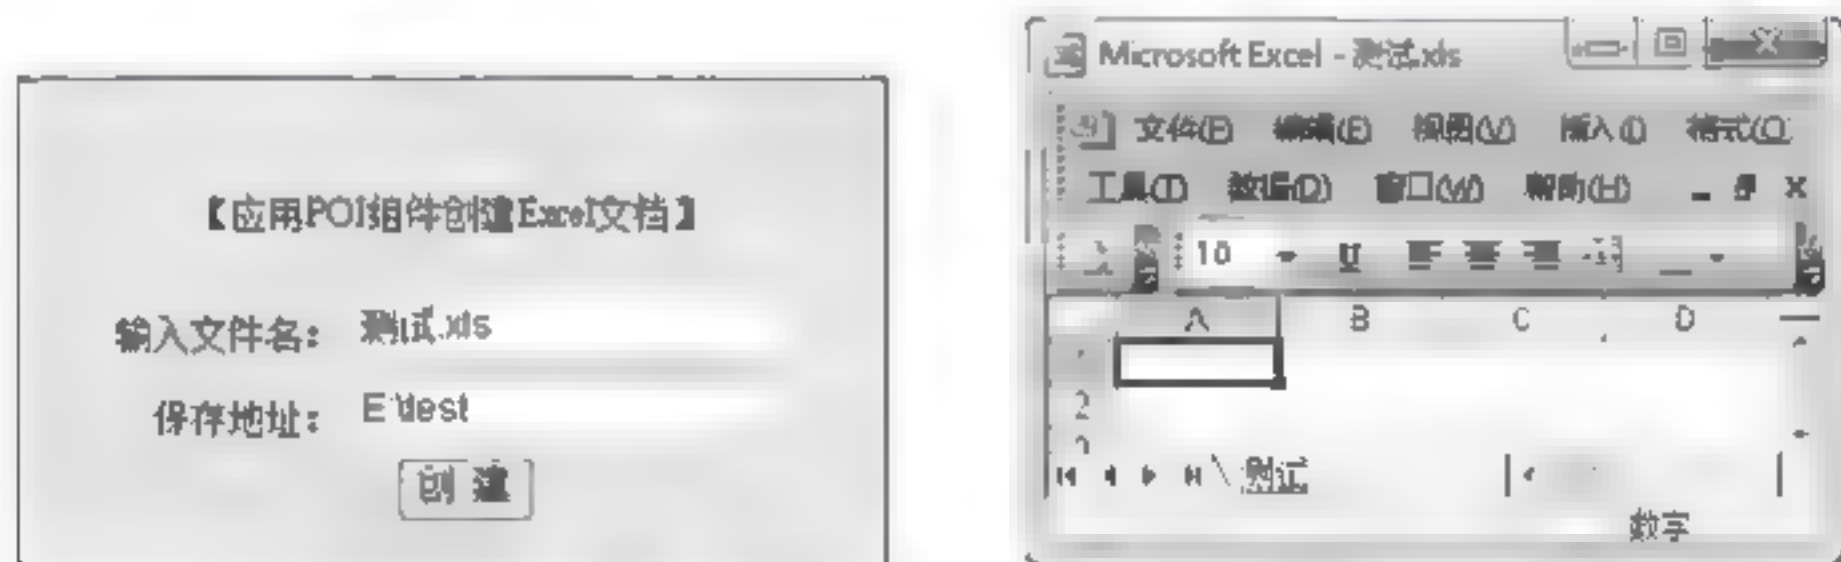 【应用POI组件创建Excel文档】
输入文件名： 测试.xls
保存地址： E:\test
创 建
Microsoft Excel - 测试.xls
文件(F) 编辑(E) 视图(V) 插入(I) 格式(O)
工具(T) 数据(D) 窗口(W) 帮助(H)
10 U
A B C D
1
2
3
测试
数字